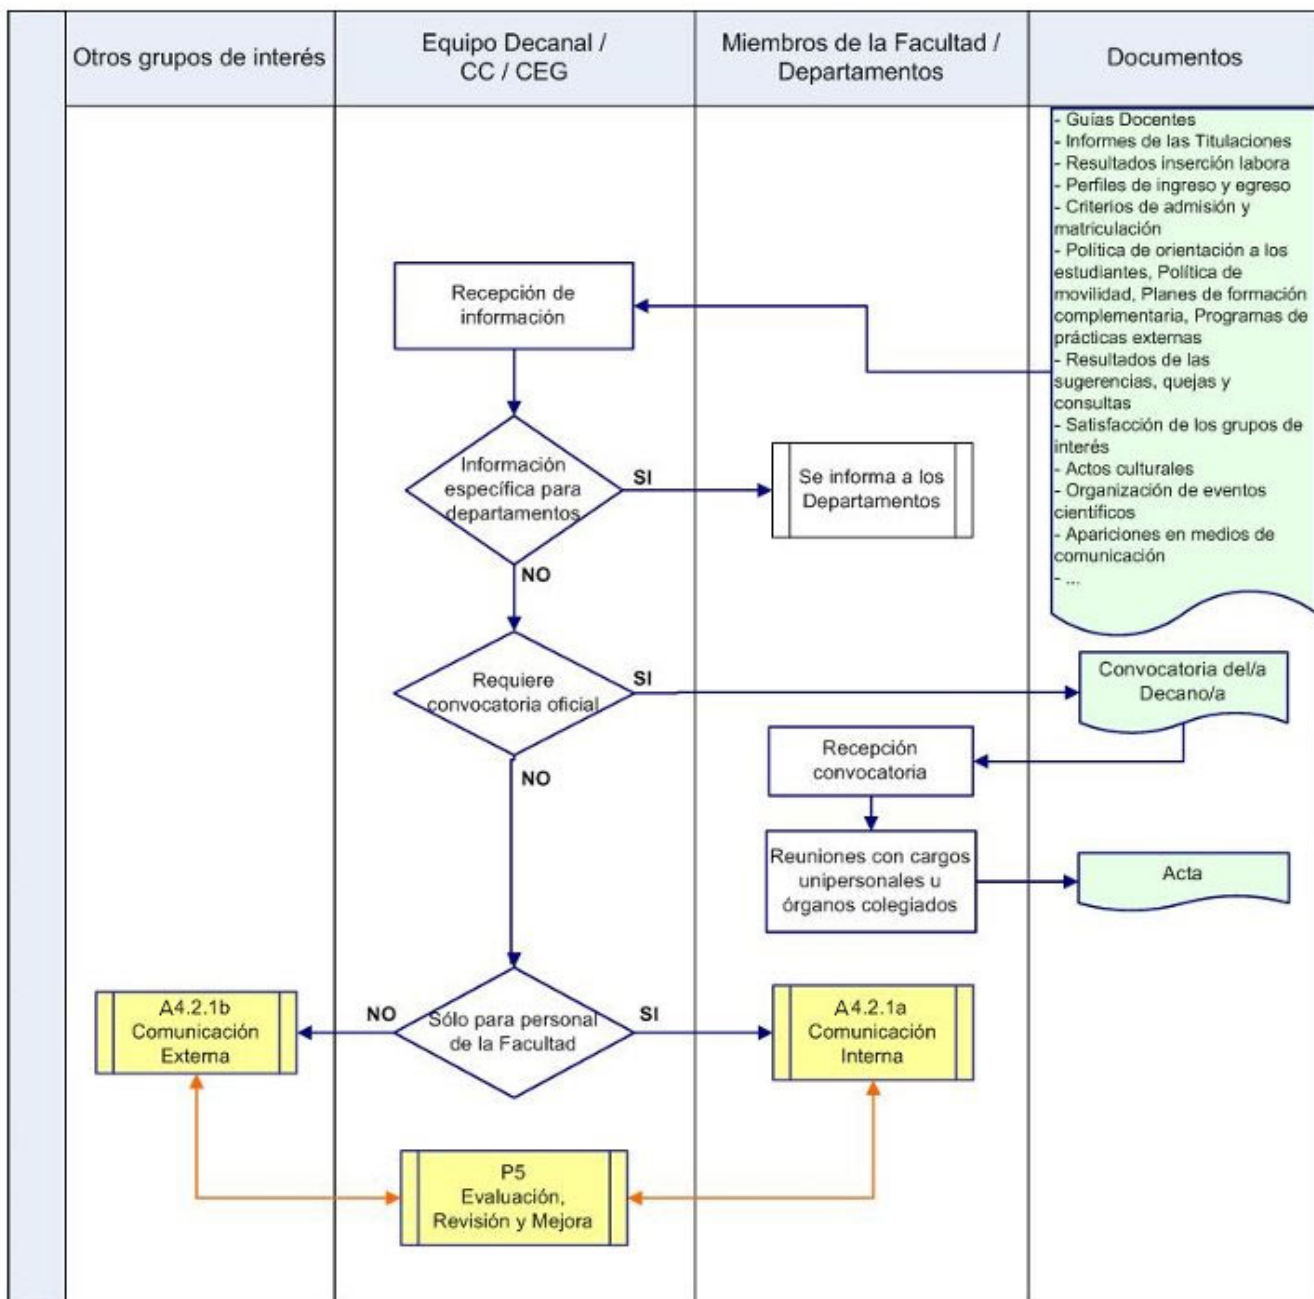 Otros grupos de interés
Equipo Decanal /
CC / CEG
Miembros de la Facultad /
Departamentos
Documentos
- Guías Docentes
- Informes de las Titulaciones
- Resultados inserción labora
- Perfiles de ingreso y egreso
- Criterios de admisión y
matriculación
- Política de orientación a los
estudiantes, Política de
movilidad, Planes de formación
complementaria, Programas de
prácticas externas
- Resultados de las
sugerencias, quejas y
consultas
- Satisfacción de los grupos de
interés
- Actos culturales
- Organización de eventos
científicos
- Apariciones en medios de
comunicación
- ...
Recepción de
información
Información
específica para
departamentos
SI
Se informa a los
Departamentos
NO
Requiere
convocatoria oficial
SI
Convocatoria del/a
Decano/a
NO
Recepción
convocatoria
Reuniones con cargos
unipersonales u
órganos colegiados
Acta
A4.2.1b
Comunicación
Externa
NO
Sólo para personal
de la Facultad
SI
A4.2.1a
Comunicación
Interna
P5
Evaluación,
Revisión y Mejora